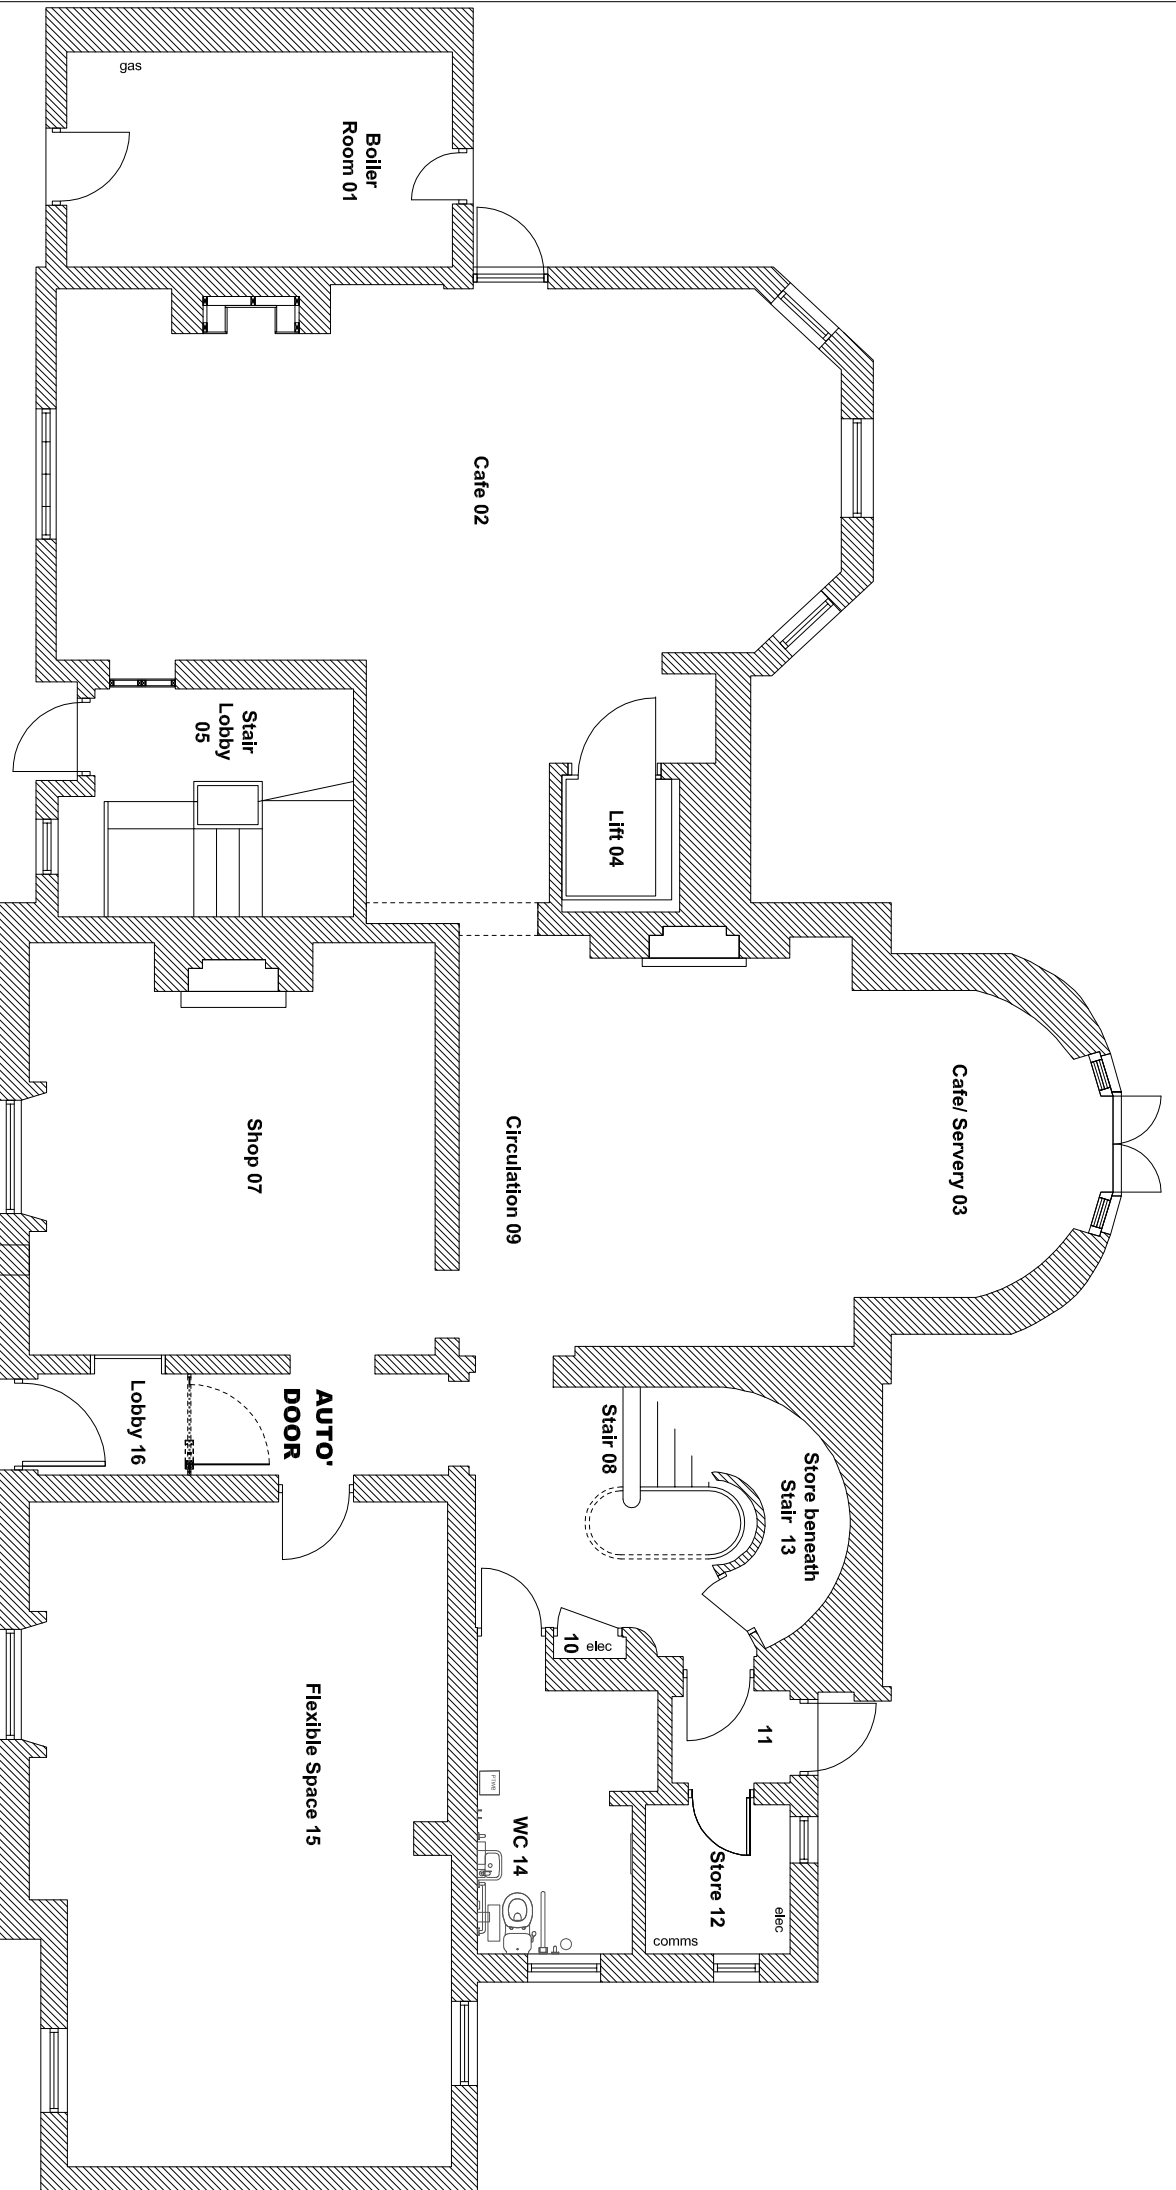 gas
Boiler
Room 01
Cafe 02
Stair
Lobby
05
Lift 04
Cafe/ Servery 03
Circulation 09
Shop 07
AUTO'
DOOR
Lobby 16
Stair 08
Store beneath
Stair 13
10
elec
11
Flexible Space 15
WC 14
Store 12
elec
comms